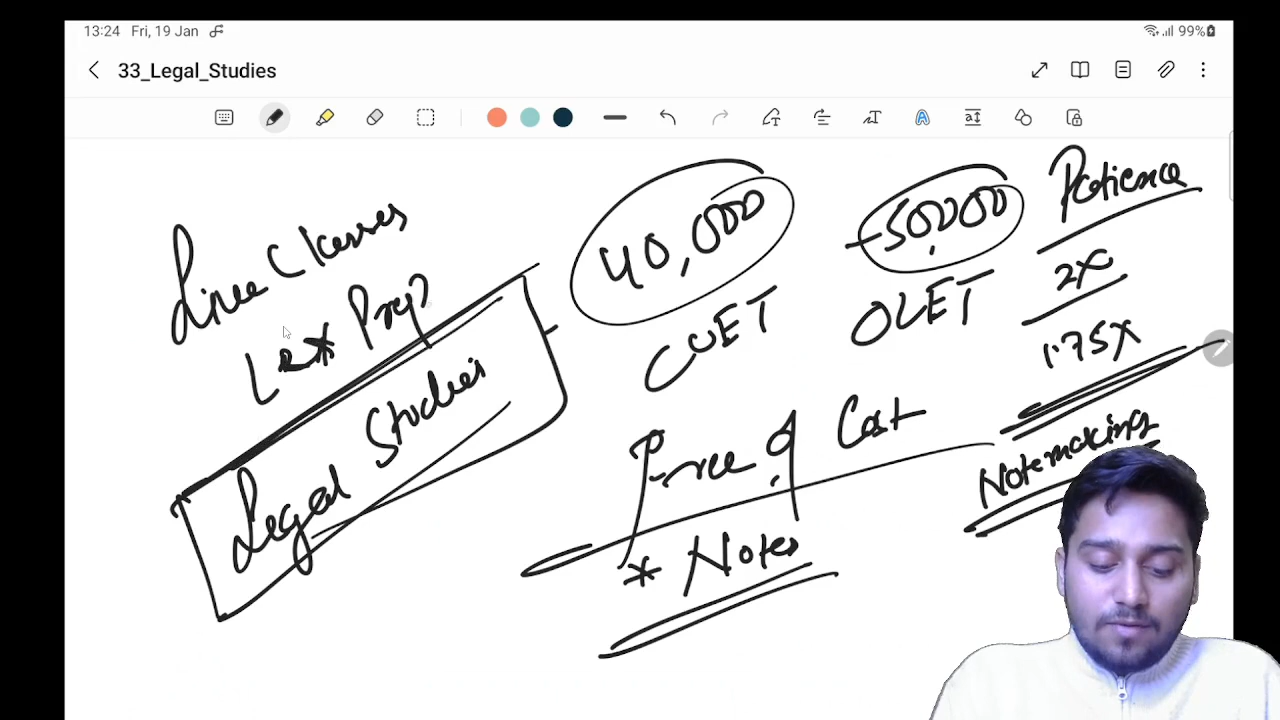 13:24 Fri, 19 Jan
99%
33_Legal_Studies
Live Classes
Lex Prep
Legal Studies
40,000
CUET
50,000
OLET
Patience
2X
1.75X
Notemaking
Free of Cost
* Notes